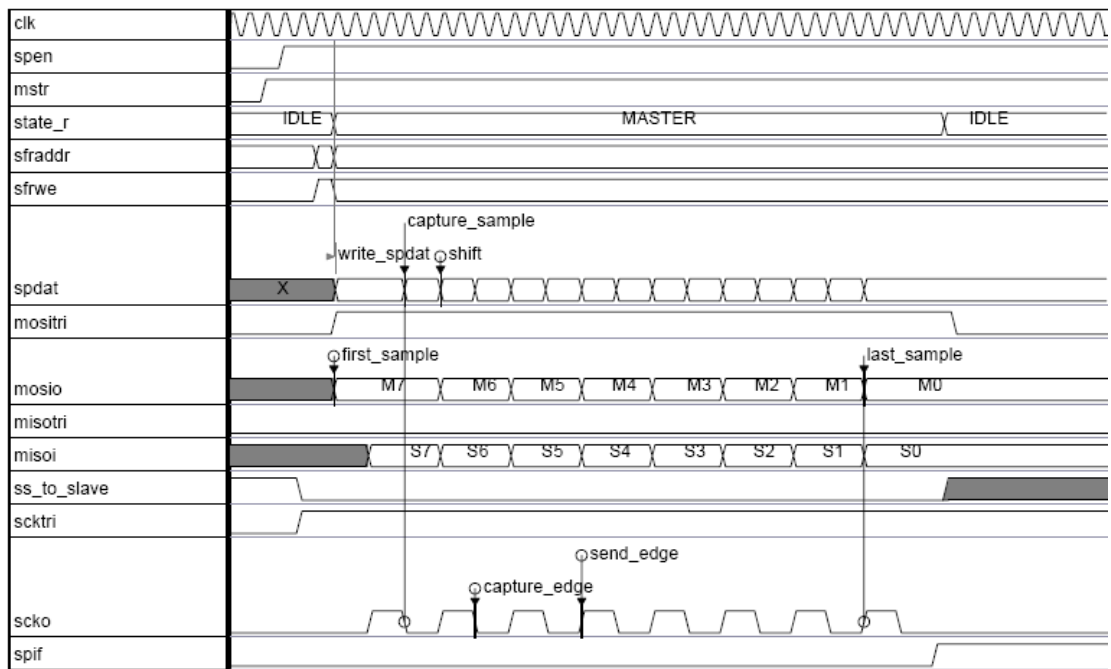 clk
spen
mstr
state_r IDLE MASTER IDLE
sfraddr
sfrwe
capture_sample
write_spdat shift
spdat X
mositri
first_sample last_sample
mosio M7 M6 M5 M4 M3 M2 M1 M0
misotri
misoi S7 S6 S5 S4 S3 S2 S1 S0
ss_to_slave
scktri
send_edge
capture_edge
scko
spif